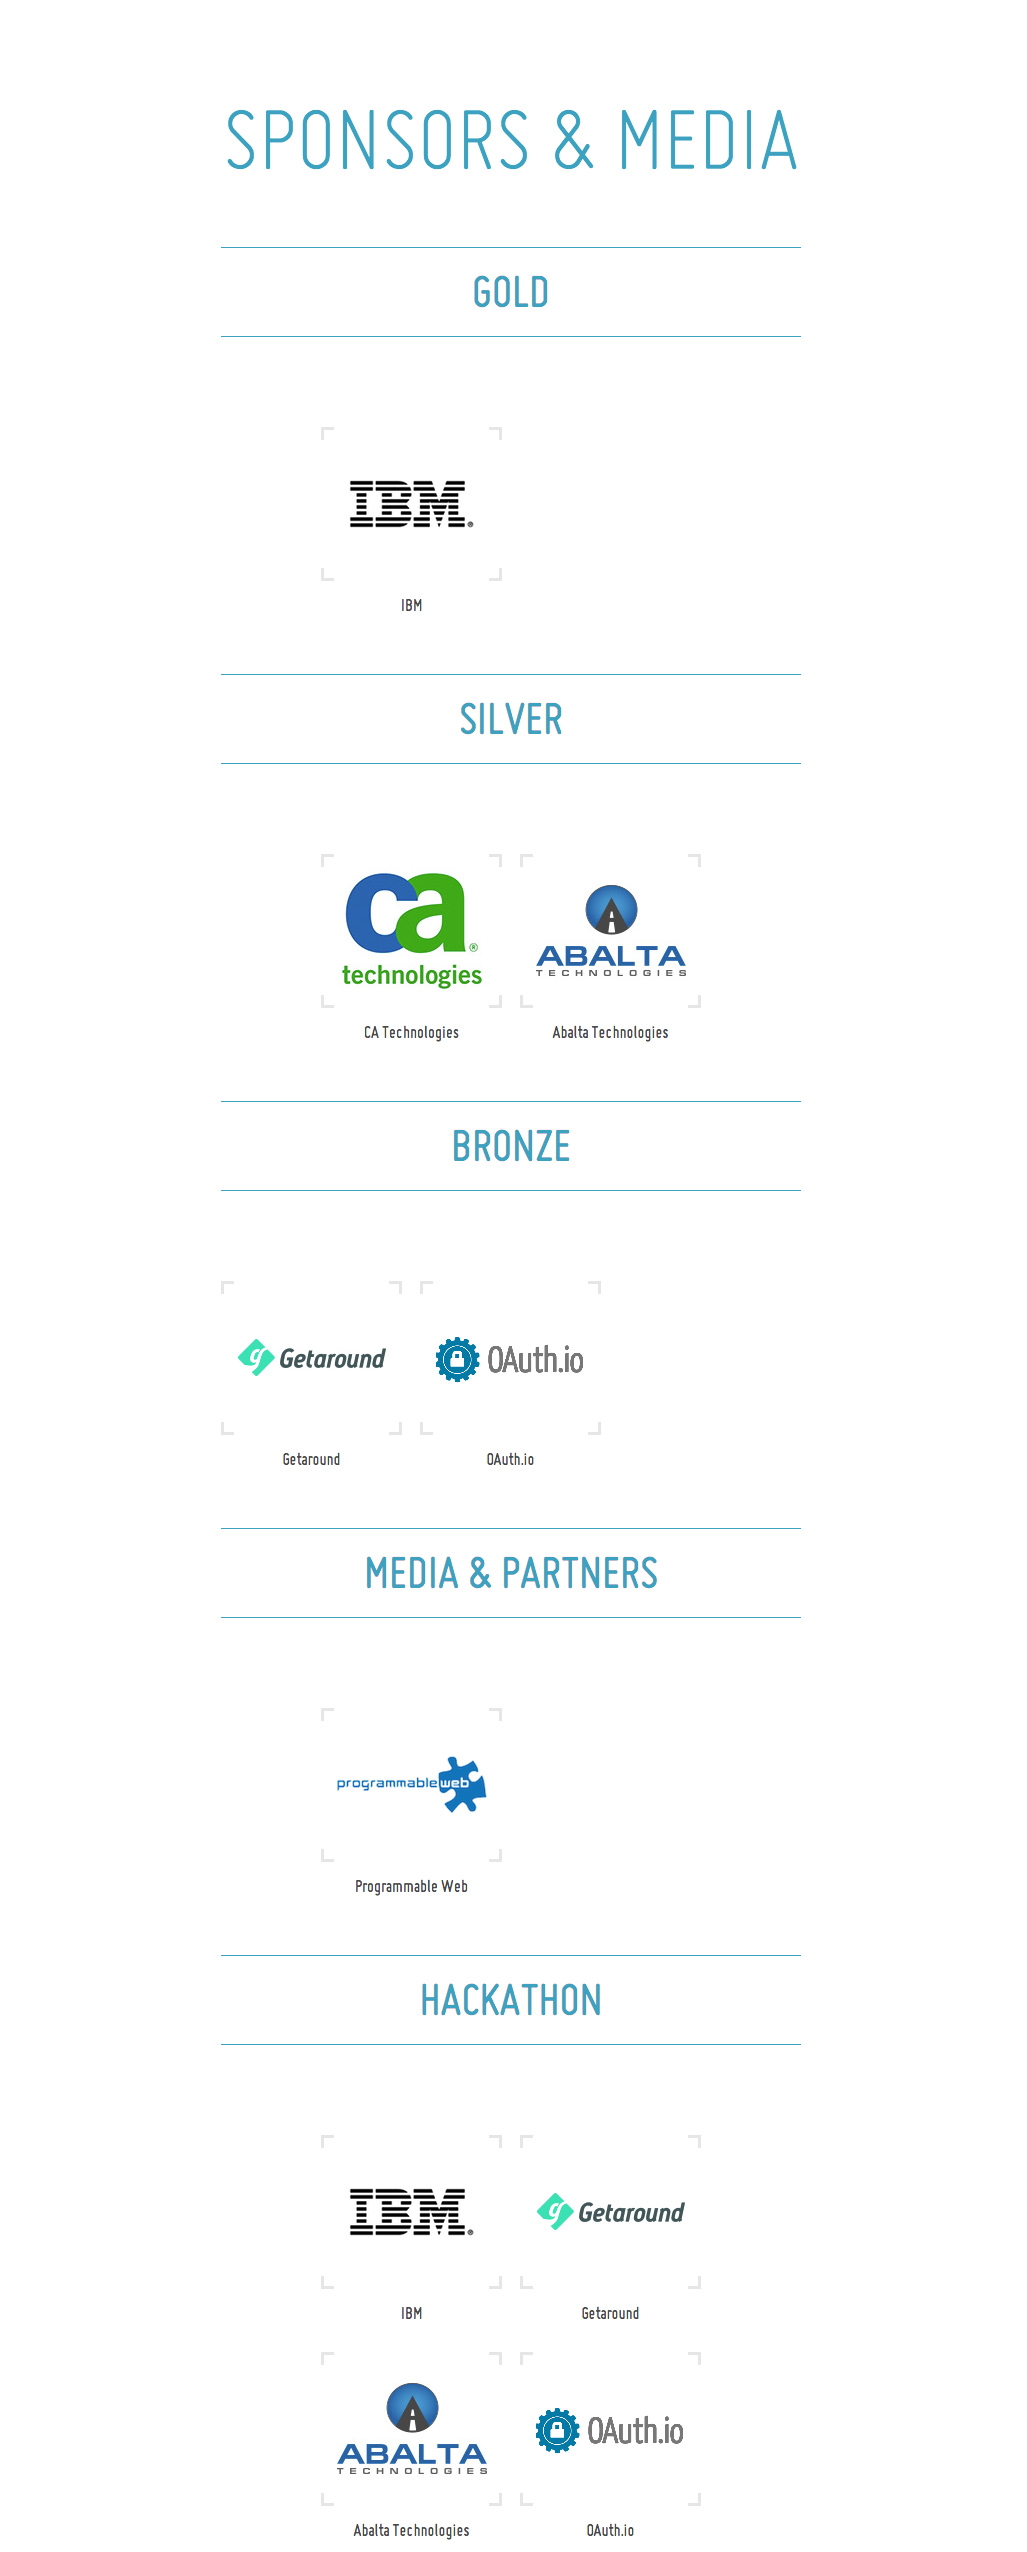 SPONSORS & MEDIA
GOLD
IBM®
IBM
SILVER
ca®
technologies
ABALTA
TECHNOLOGIES
CA Technologies
Abalta Technologies
BRONZE
Getaround
OAuth.io
Getaround
OAuth.io
MEDIA & PARTNERS
programmableweb
Programmable Web
HACKATHON
IBM®
Getaround
IBM
Getaround
ABALTA
TECHNOLOGIES
OAuth.io
Abalta Technologies
OAuth.io